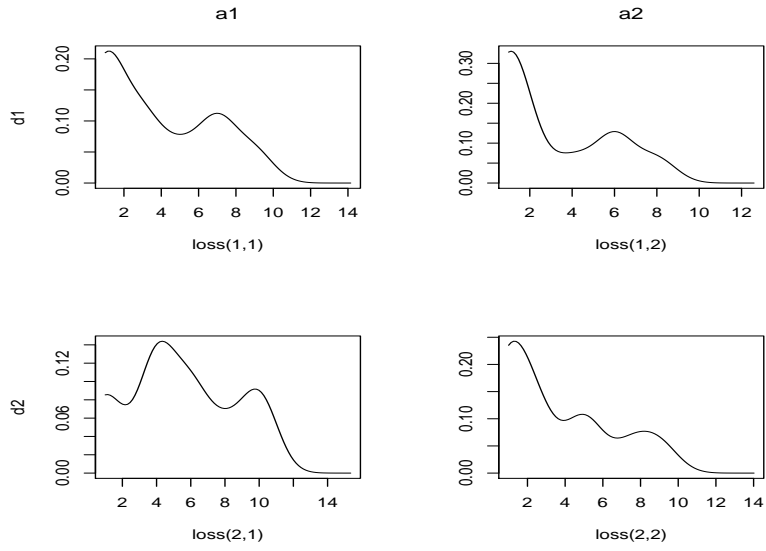 a1
a2
d1
0.00 0.10 0.20
2 4 6 8 10 12 14
loss(1,1)
0.00 0.10 0.20 0.30
2 4 6 8 10 12
loss(1,2)
d2
0.00 0.06 0.12
2 4 6 8 10 14
loss(2,1)
0.00 0.10 0.20
2 4 6 8 10 12 14
loss(2,2)